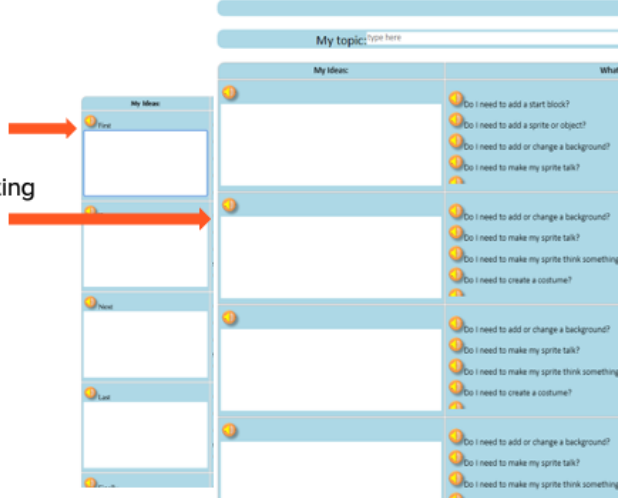 My topic: type here
My Ideas:
What
My Ideas:
Do I need to add a start block?
First
Do I need to add a sprite or object?
Do I need to add or change a background?
Do I need to make my sprite talk?
ting
Do I need to add or change a background?
Do I need to make my sprite talk?
Do I need to make my sprite think something
Do I need to create a costume?
Next
Do I need to add or change a background?
Do I need to make my sprite talk?
Do I need to make my sprite think something
Do I need to create a costume?
Last
Do I need to add or change a background?
Do I need to make my sprite talk?
Do I need to make my sprite think something